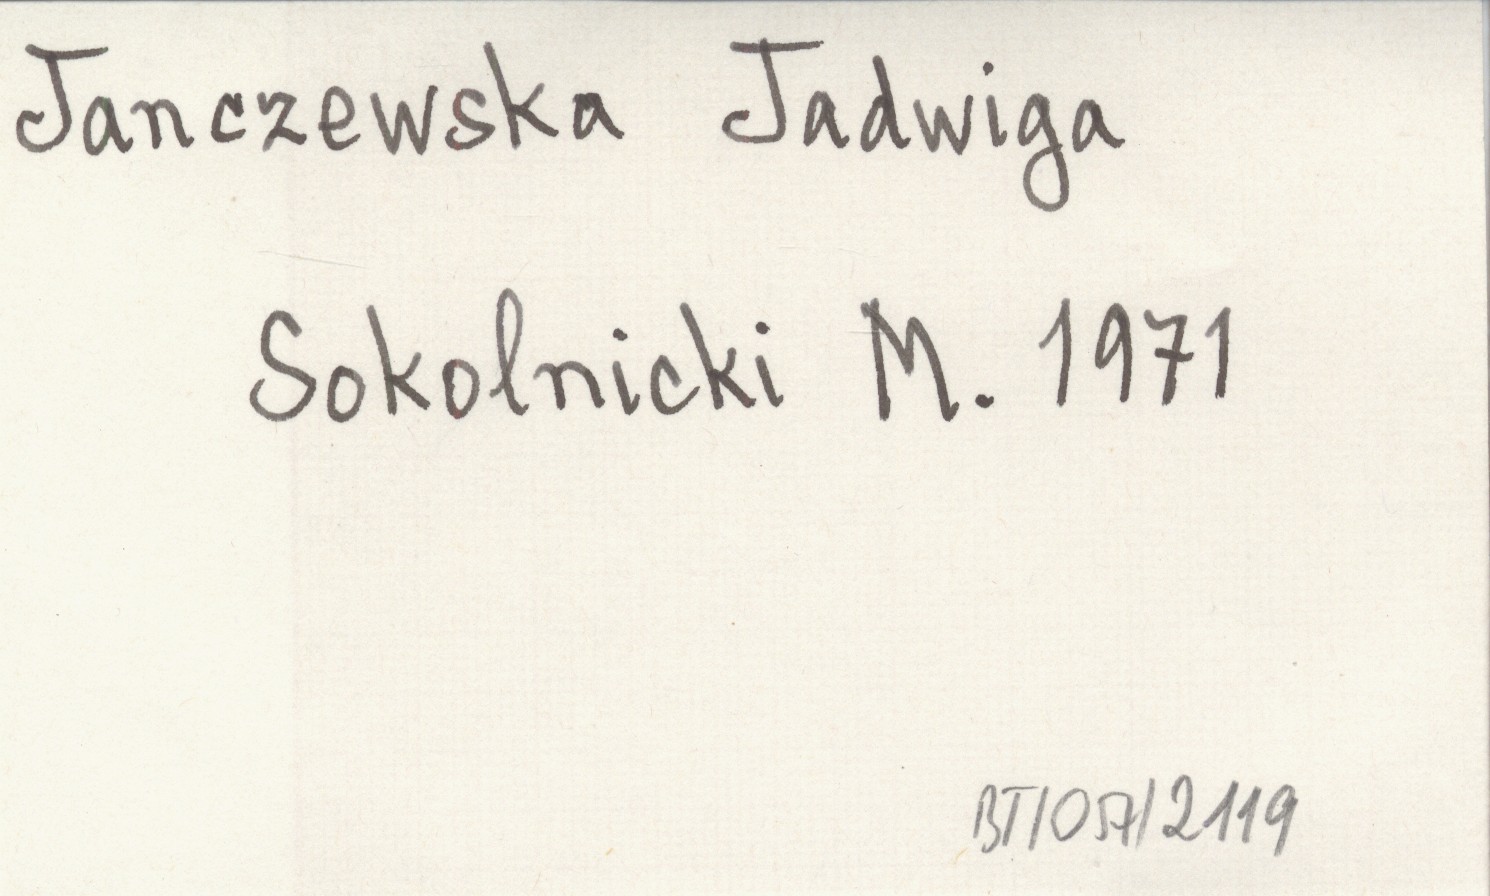 Janczewska Jadwiga
Sokolnicki M. 1971
BT/057/2119